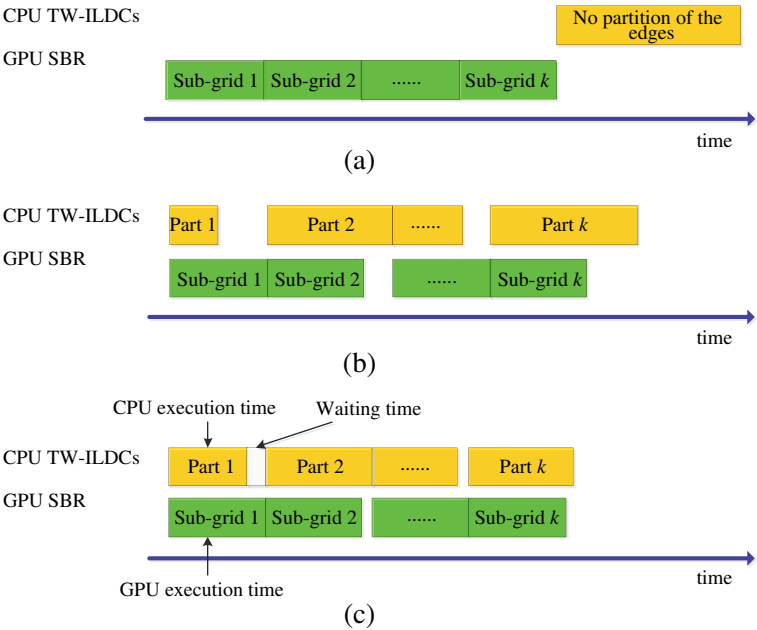 CPU TW-ILDCs
No partition of the
edges
GPU SBR
Sub-grid 1 Sub-grid 2 ...... Sub-grid k
time
(a)
CPU TW-ILDCs
Part 1 Part 2 ...... Part k
GPU SBR
Sub-grid 1 Sub-grid 2 ...... Sub-grid k
time
(b)
CPU execution time Waiting time
CPU TW-ILDCs
Part 1 Part 2 ...... Part k
GPU SBR
Sub-grid 1 Sub-grid 2 ...... Sub-grid k
time
GPU execution time
(c)